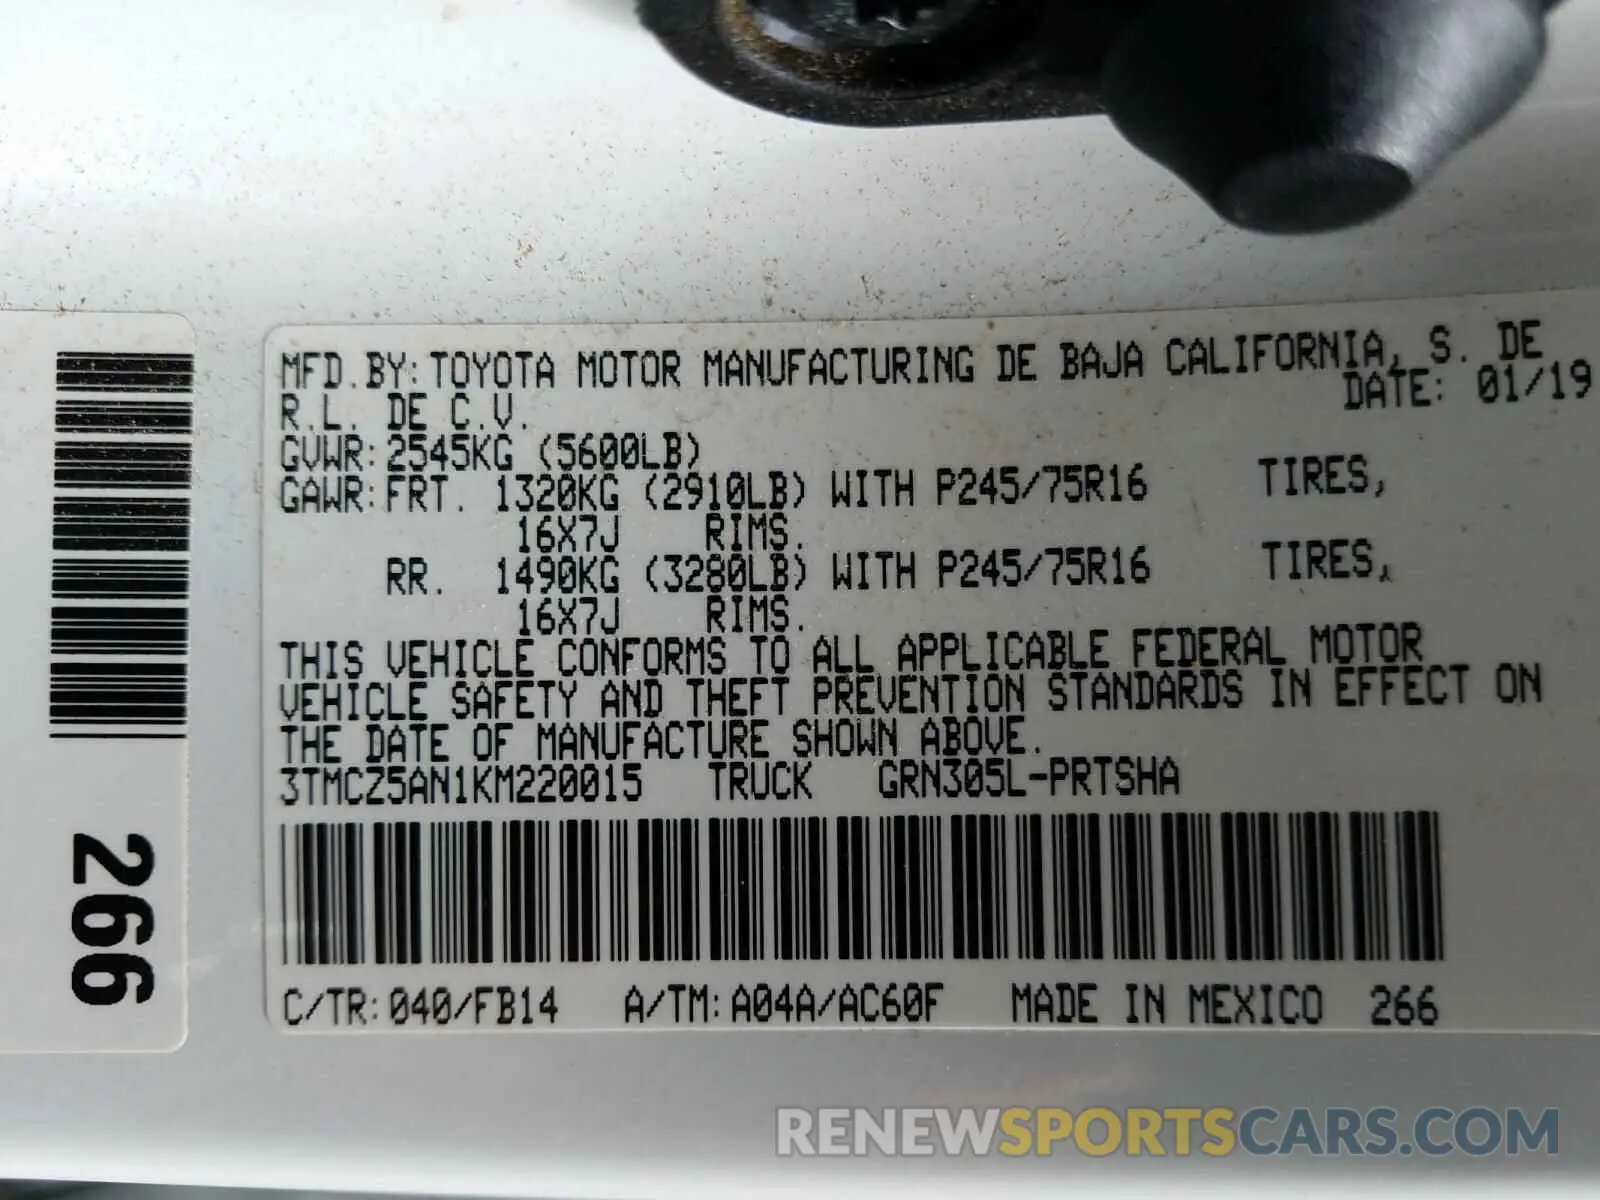 MFD.BY:TOYOTA MOTOR MANUFACTURING DE BAJA CALIFORNIA, S. DE
R.L. DE C.V. DATE: 01/19
GVWR:2545KG (5600LB)
GAWR:FRT. 1320KG (2910LB) WITH P245/75R16 TIRES,
16X7J RIMS.
RR. 1490KG (3280LB) WITH P245/75R16 TIRES,
16X7J RIMS.
THIS VEHICLE CONFORMS TO ALL APPLICABLE FEDERAL MOTOR
VEHICLE SAFETY AND THEFT PREVENTION STANDARDS IN EFFECT ON
THE DATE OF MANUFACTURE SHOWN ABOVE.
3TMCZ5AN1KM220015 TRUCK GRN305L-PRTSHA
C/TR:040/FB14 A/TM:A04A/AC60F MADE IN MEXICO 266
266
RENEWSPORTSCARS.COM